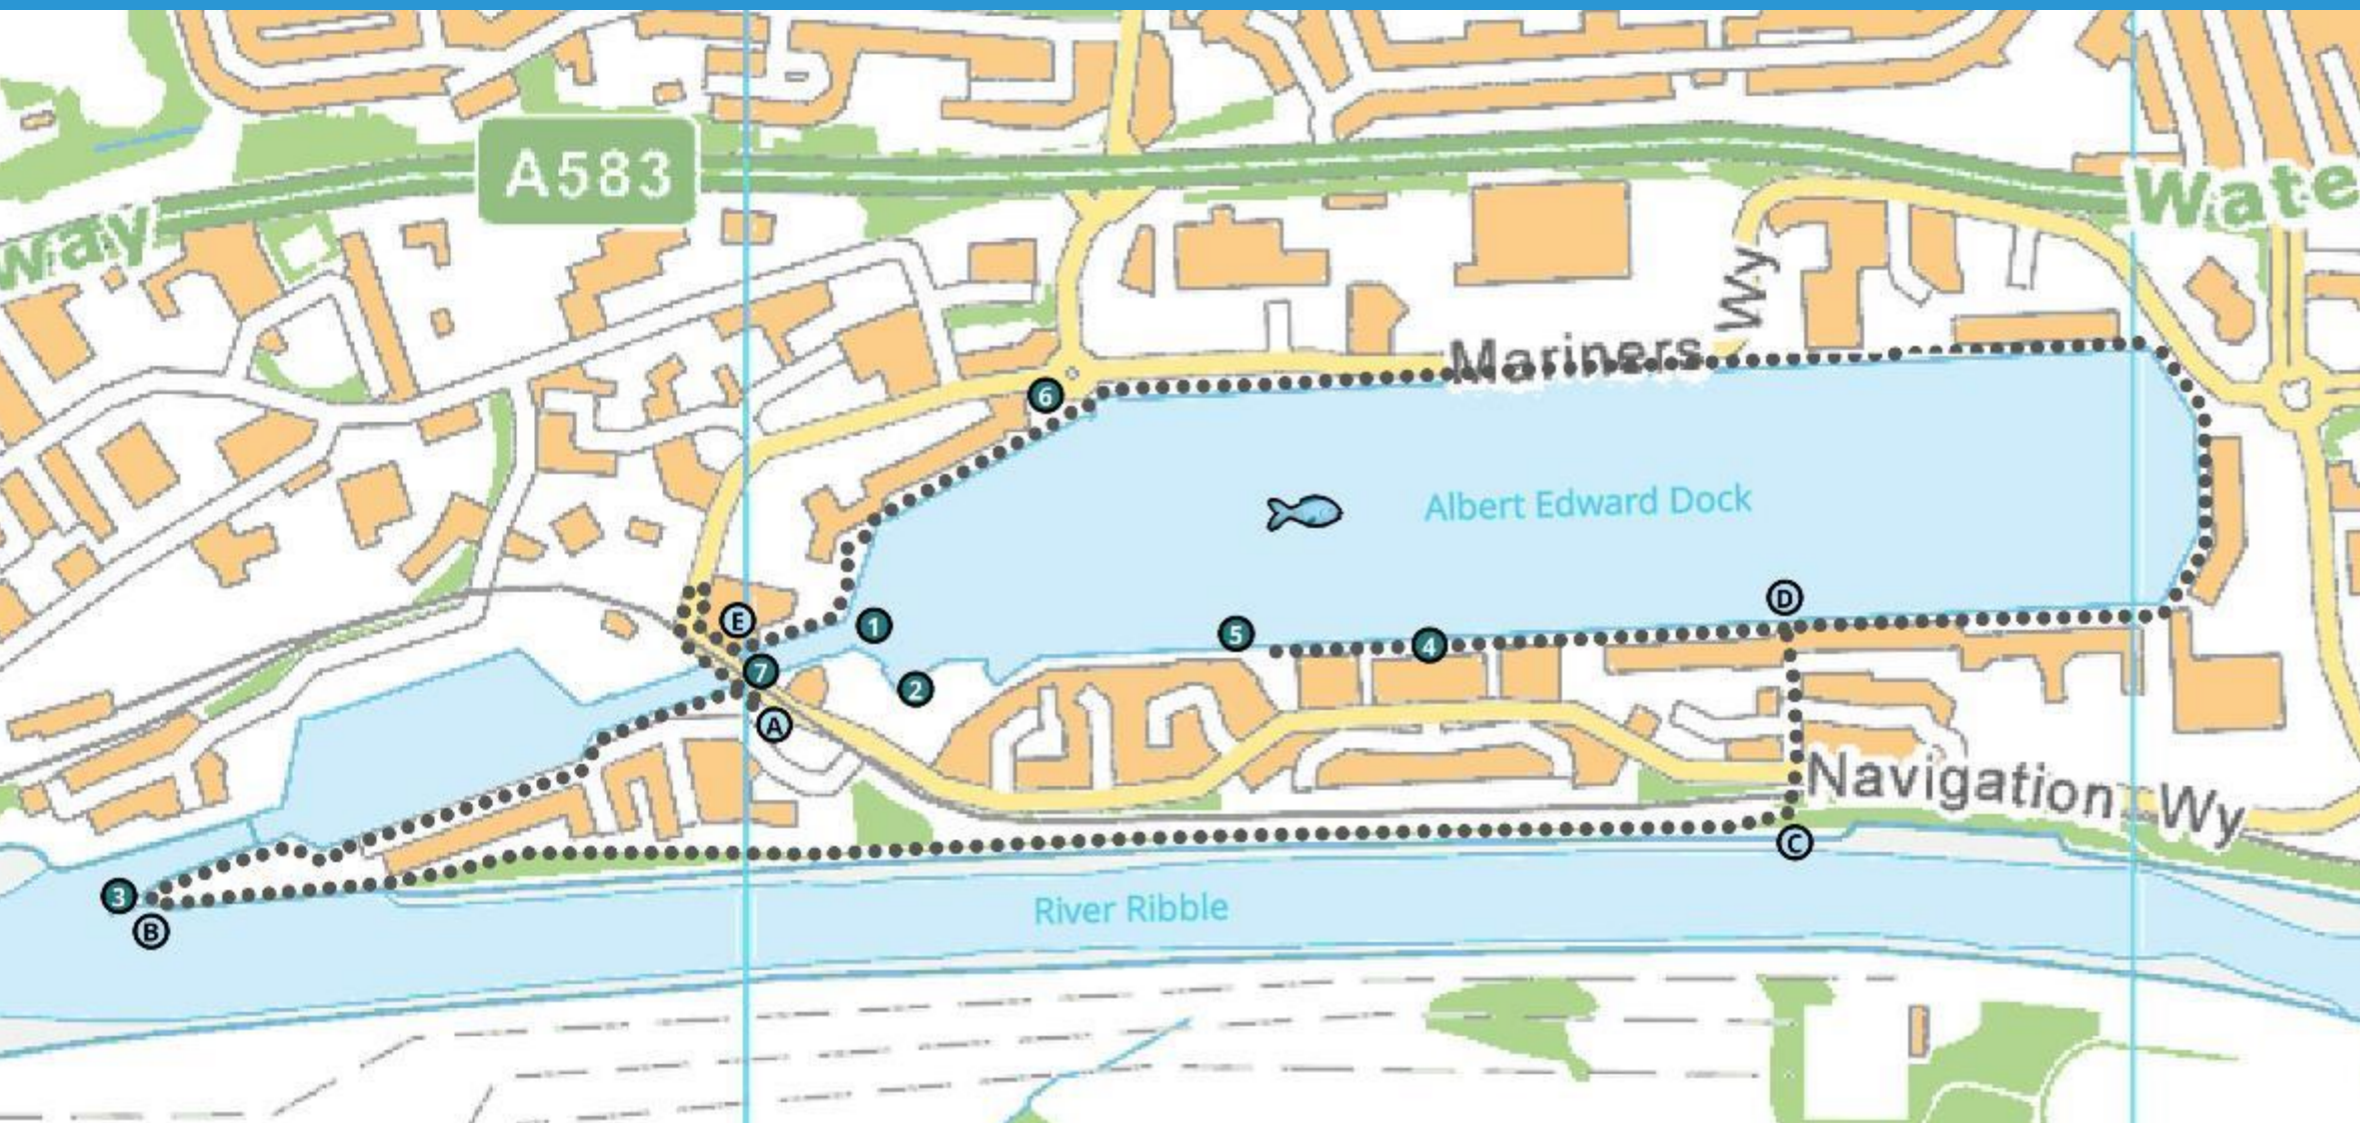 A583
way
Wate
Wy
Mariners
6
Albert Edward Dock
D
E
1
5
4
7
2
A
Navigation Wy
C
3
B
River Ribble